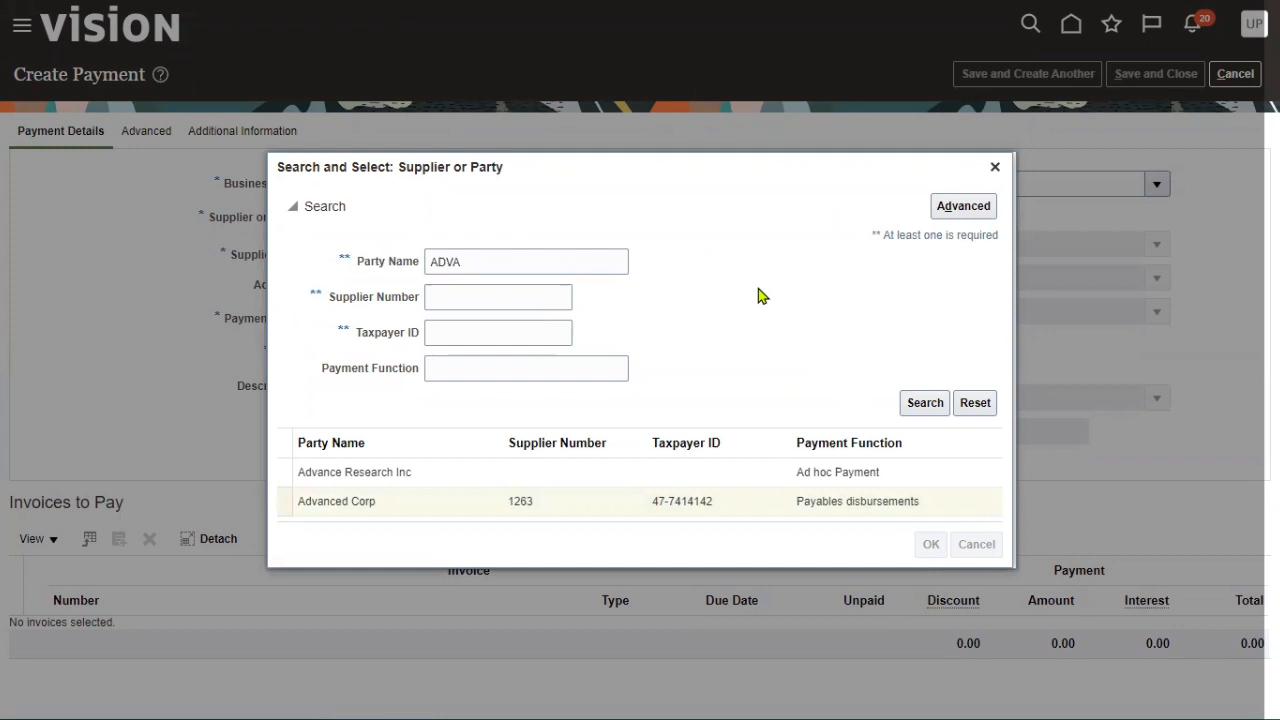 vision
20
UP
Create Payment ?
Save and Create Another
Save and Close
Cancel
Payment Details
Advanced
Additional Information
* Busines
* Supplier or
* Suppli
Ac
* Paymen
*
Descr
Search and Select: Supplier or Party
Search
Advanced
** At least one is required
** Party Name ADVA
** Supplier Number
** Taxpayer ID
Payment Function
Search Reset
Party Name Supplier Number Taxpayer ID Payment Function
Advance Research Inc Ad hoc Payment
Advanced Corp 1263 47-7414142 Payables disbursements
OK Cancel
Invoices to Pay
View Detach
Invoice Payment
Number Type Due Date Unpaid Discount Amount Interest Total
No invoices selected.
0.00 0.00 0.00 0.00